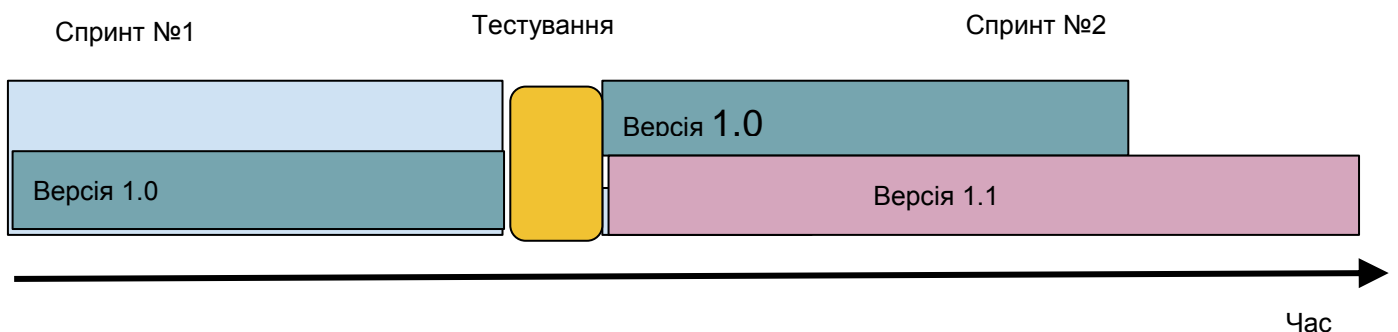 Спринт №1
Тестування
Спринт №2
Версія 1.0
Версія 1.0
Версія 1.1
Час